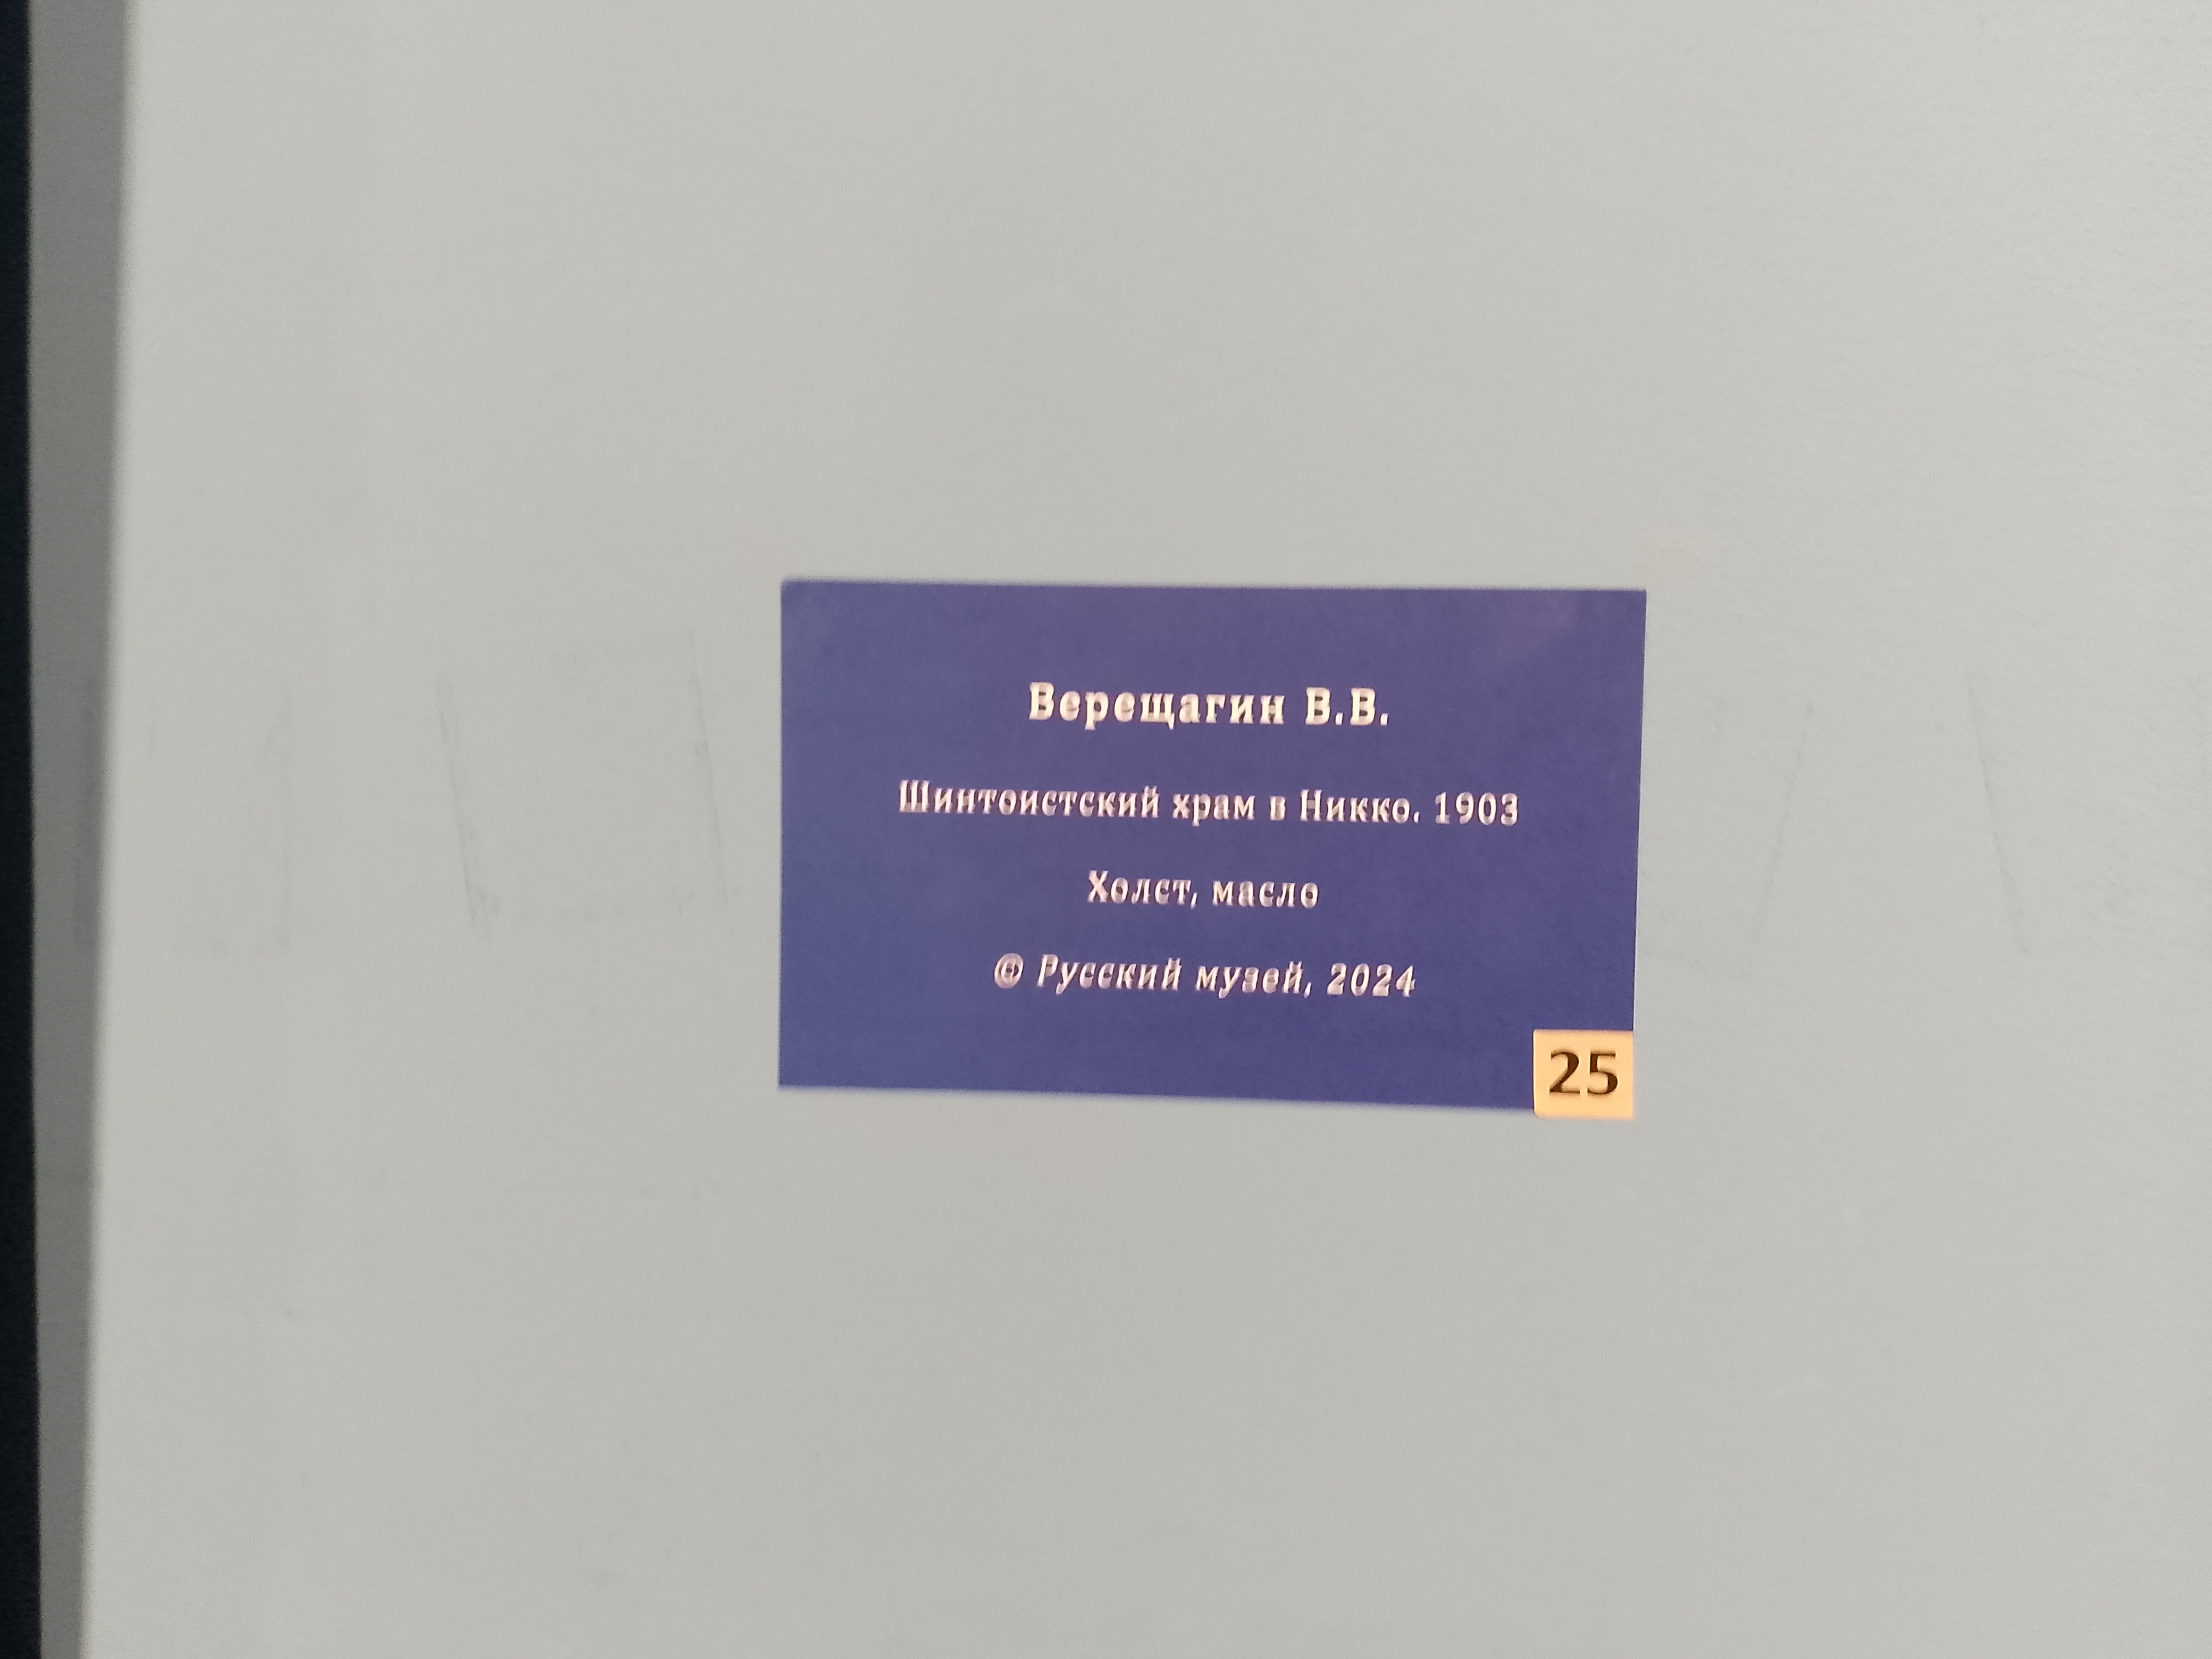 Верещагин В.В.
Шинтоистский храм в Никко. 1903
Холст, масло
© Русский музей, 2024
25